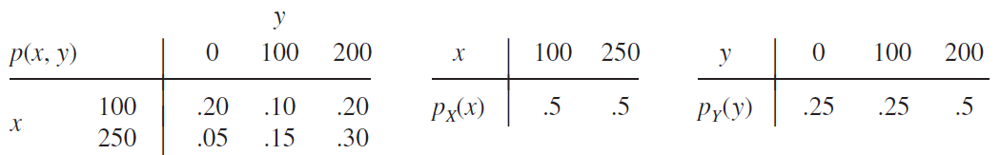 y
p(x, y) 0 100 200
x 100 .20 .10 .20
250 .05 .15 .30
x 100 250
p_X(x) .5 .5
y 0 100 200
p_Y(y) .25 .25 .5